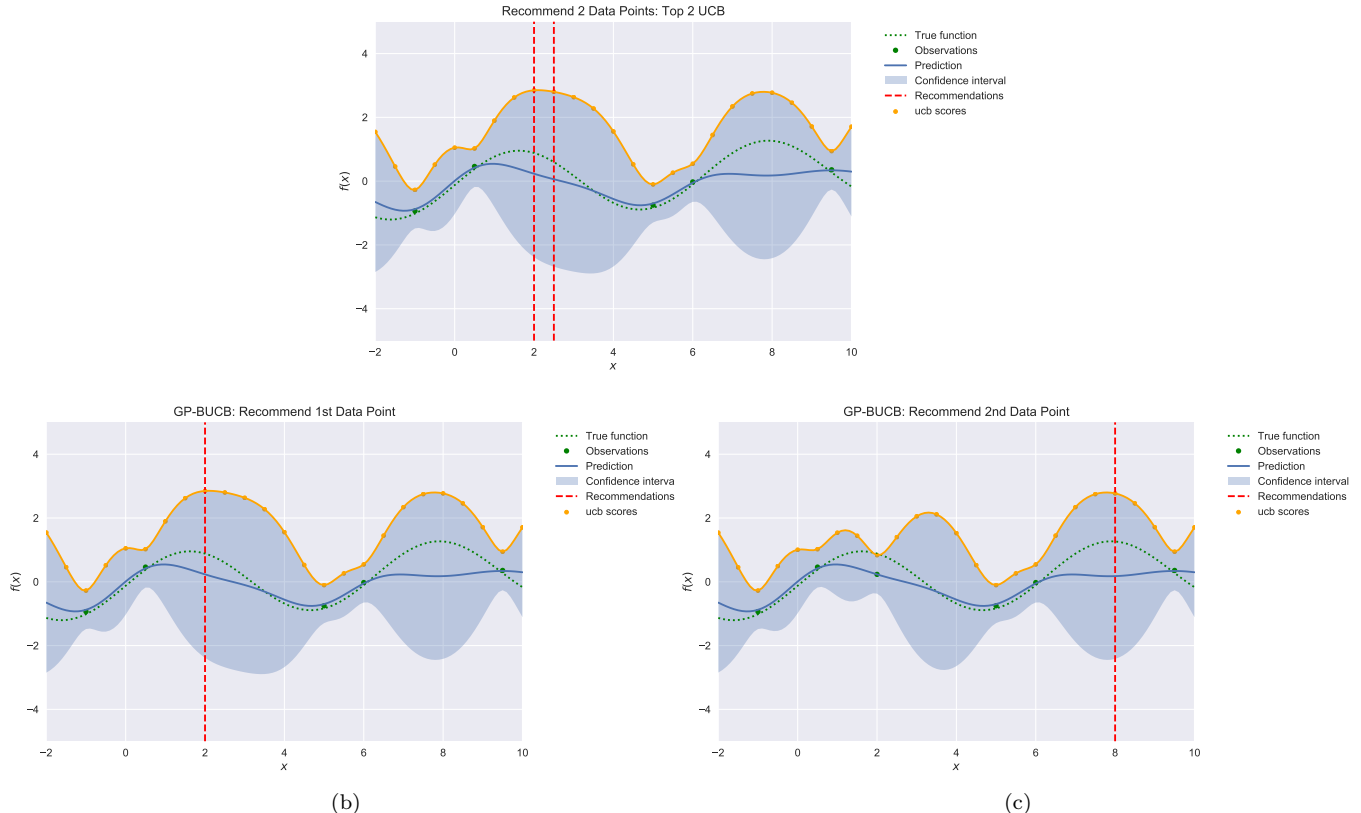 Recommend 2 Data Points: Top 2 UCB
4
2
0
−2
−4
f(x)
−2 0 2 4 6 8 10
x
True function
Observations
Prediction
Confidence interval
Recommendations
ucb scores
GP-BUCB: Recommend 1st Data Point
4
2
0
−2
−4
f(x)
−2 0 2 4 6 8 10
x
True function
Observations
Prediction
Confidence interva
Recommendations
ucb scores
(b)
GP-BUCB: Recommend 2nd Data Point
4
2
0
−2
−4
f(x)
−2 0 2 4 6 8 10
x
True function
Observations
Prediction
Confidence interval
Recommendations
ucb scores
(c)